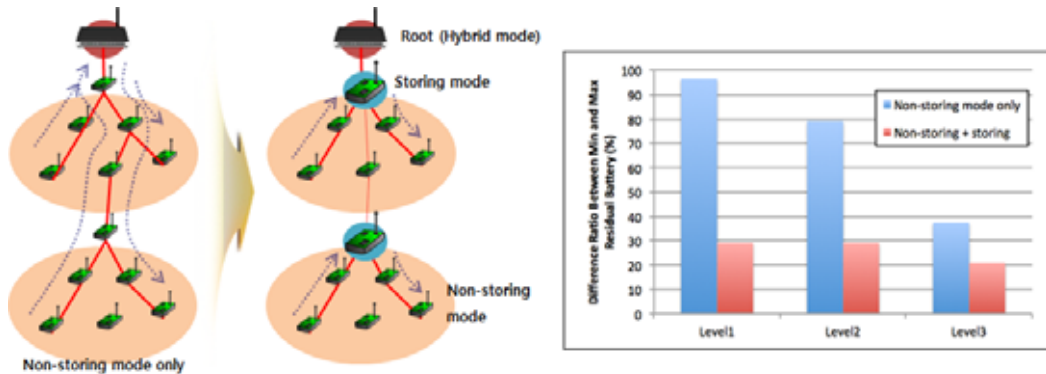 Root (Hybrid mode)
Storing mode
Non-storing
mode
Non-storing mode only
Difference Ratio Between Min and Max
Residual Battery (%)
100
90
80
70
60
50
40
30
20
10
0
Non-storing mode only
Non-storing + storing
Level1
Level2
Level3